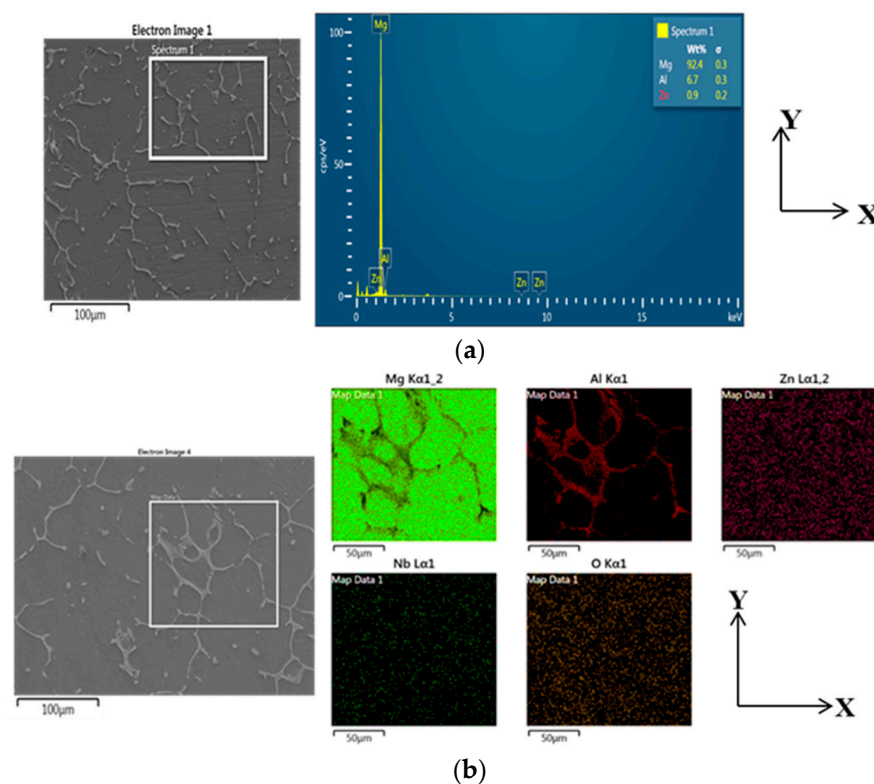 Electron Image 1
Spectrum 1
100µm
100
50
0
cps/eV
Mg
Al
Zn
Zn
Zn
0
5
10
15
keV
Spectrum 1
Wt% σ
Mg 92.4 0.3
Al 6.7 0.3
Zn 0.9 0.2
Y
X
(a)
Electron Image 4
Map Data 1
100µm
Mg Kα1_2
Map Data 1
50µm
Al Kα1
Map Data 1
50µm
Zn Lα1,2
Map Data 1
50µm
Nb Lα1
Map Data 1
50µm
O Kα1
Map Data 1
50µm
Y
X
(b)